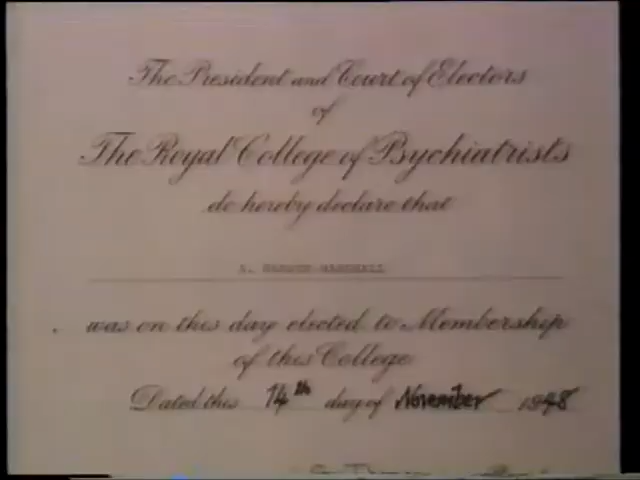 The President and Court of Electors
of
The Royal College of Psychiatrists
do hereby declare that
was on this day elected to Membership
of this College
Dated this 14th day of November 19